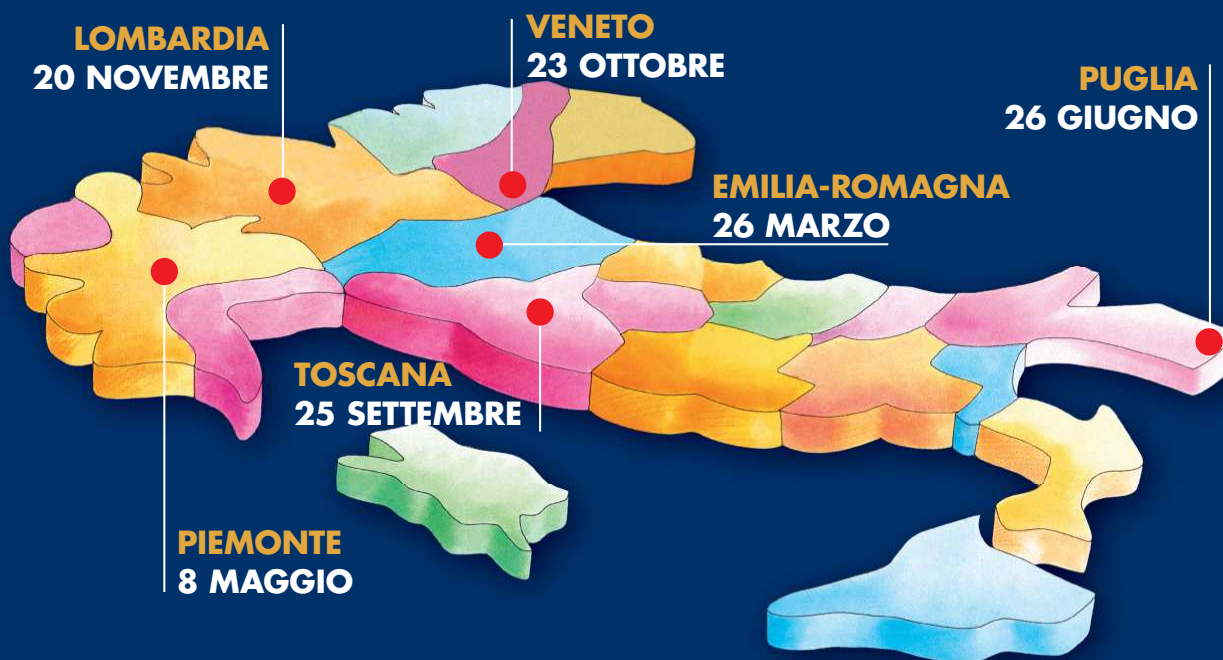 LOMBARDIA
20 NOVEMBRE
VENETO
23 OTTOBRE
PUGLIA
26 GIUGNO
EMILIA-ROMAGNA
26 MARZO
TOSCANA
25 SETTEMBRE
PIEMONTE
8 MAGGIO